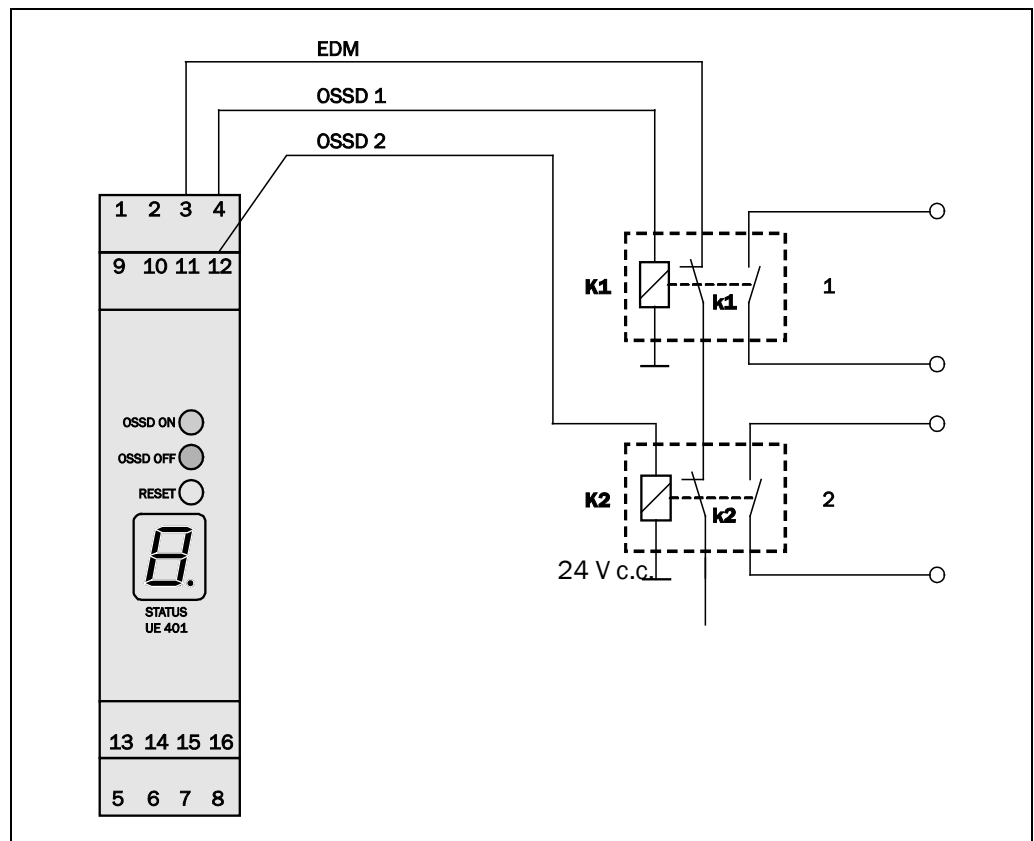 EDM
OSSD 1
OSSD 2
1 2 3 4
9 10 11 12
K1
k1
1
OSSD ON
OSSD OFF
RESET
8.
STATUS
UE 401
K2
k2
2
24 V c.c.
13 14 15 16
5 6 7 8